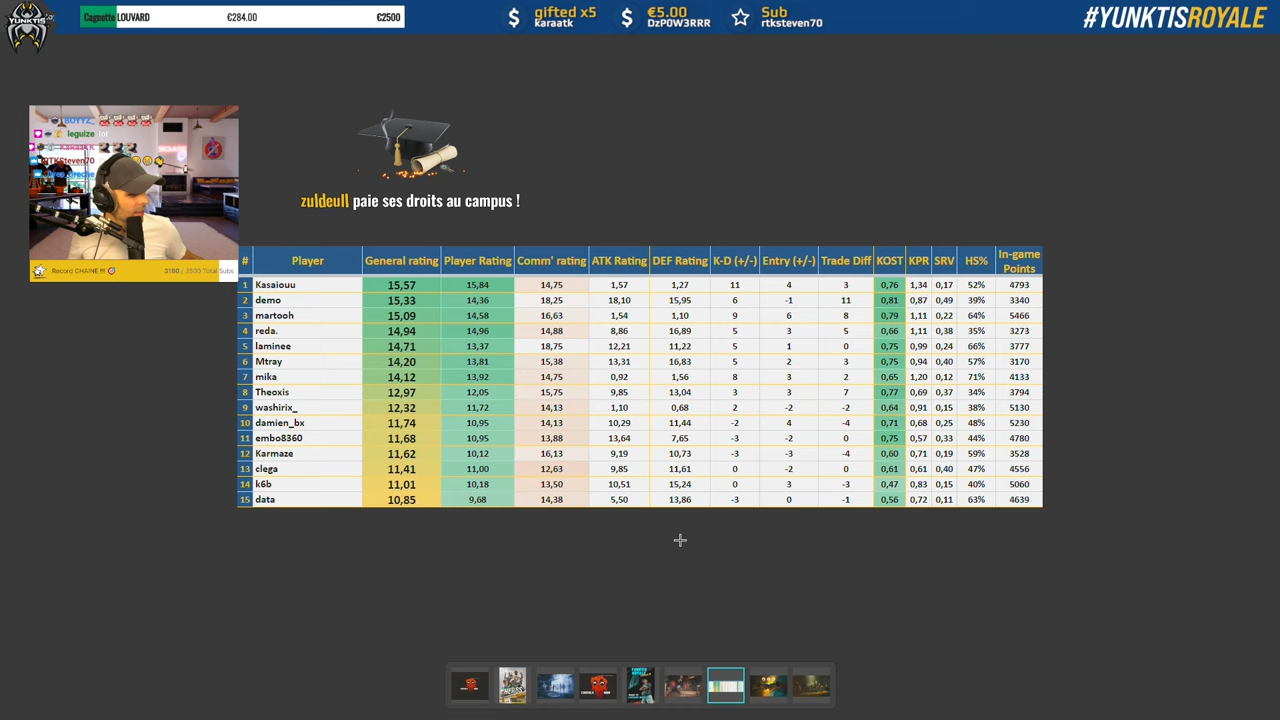 YUNKTIS
Cagnotte LOUVARD €284.00 €2500
$ gifted x5
karaatk
$ €5.00
DzP0W3RRR
Sub
rtksteven70
#YUNKTISROYALE
BOYYZ_
leguize lol
RTKSteven70
Record CHAINE !!! 3180 / 3500 Total Subs
zuldeull paie ses droits au campus !
# Player General rating Player Rating Comm' rating ATK Rating DEF Rating K-D (+/-) Entry (+/-) Trade Diff KOST KPR SRV HS% In-game Points
1 Kasaiouu 15,57 15,84 14,75 1,57 1,27 11 4 3 0,76 1,34 0,17 52% 4793
2 demo 15,33 14,36 18,25 18,10 15,95 6 -1 11 0,81 0,87 0,49 39% 3340
3 martooh 15,09 14,58 16,63 1,54 1,10 9 6 8 0,79 1,11 0,22 64% 5466
4 reda. 14,94 14,96 14,88 8,86 16,89 5 3 5 0,66 1,11 0,38 35% 3273
5 laminee 14,71 13,37 18,75 12,21 11,22 5 1 0 0,75 0,99 0,24 66% 3777
6 Mtray 14,20 13,81 15,38 13,31 16,83 5 2 3 0,75 0,94 0,40 57% 3170
7 mika 14,12 13,92 14,75 0,92 1,56 8 3 2 0,65 1,20 0,12 71% 4133
8 Theoxis 12,97 12,05 15,75 9,85 13,04 3 3 7 0,77 0,69 0,37 34% 3794
9 washirix_ 12,32 11,72 14,13 1,10 0,68 2 -2 -2 0,64 0,91 0,15 38% 5130
10 damien_bx 11,74 10,95 14,13 10,29 11,44 -2 4 -4 0,71 0,68 0,25 48% 5230
11 embo8360 11,68 10,95 13,88 13,64 7,65 -3 -2 0 0,75 0,57 0,33 44% 4780
12 Karmaze 11,62 10,12 16,13 9,19 10,73 -3 -3 -4 0,60 0,71 0,19 59% 3528
13 clega 11,41 11,00 12,63 9,85 11,61 0 -2 0 0,61 0,61 0,40 47% 4556
14 k6b 11,01 10,18 13,50 10,51 15,24 0 3 -3 0,47 0,83 0,15 40% 5060
15 data 10,85 9,68 14,38 5,50 13,86 -3 0 -1 0,56 0,72 0,11 63% 4639